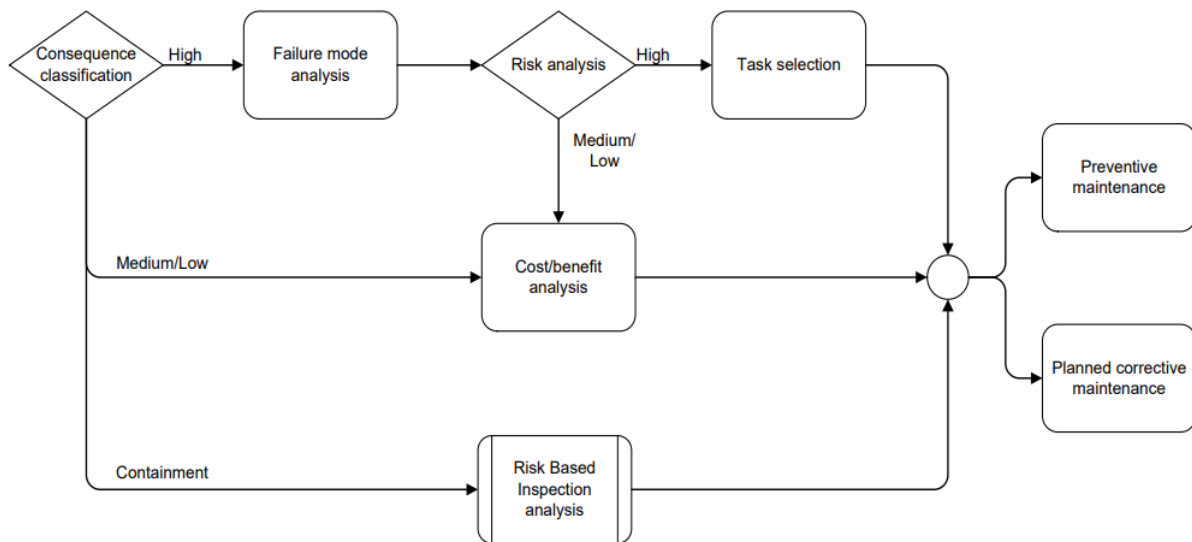 Consequence
classification
High
Failure mode
analysis
Risk analysis
High
Task selection
Medium/
Low
Preventive
maintenance
Medium/Low
Cost/benefit
analysis
Planned corrective
maintenance
Containment
Risk Based
Inspection
analysis